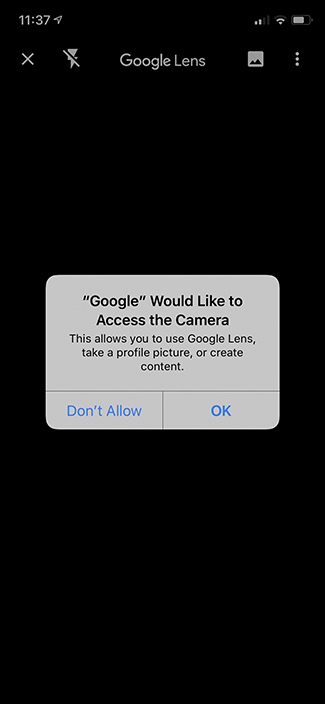 11:37
Google Lens
“Google” Would Like to
Access the Camera
This allows you to use Google Lens,
take a profile picture, or create
content.
Don’t Allow
OK